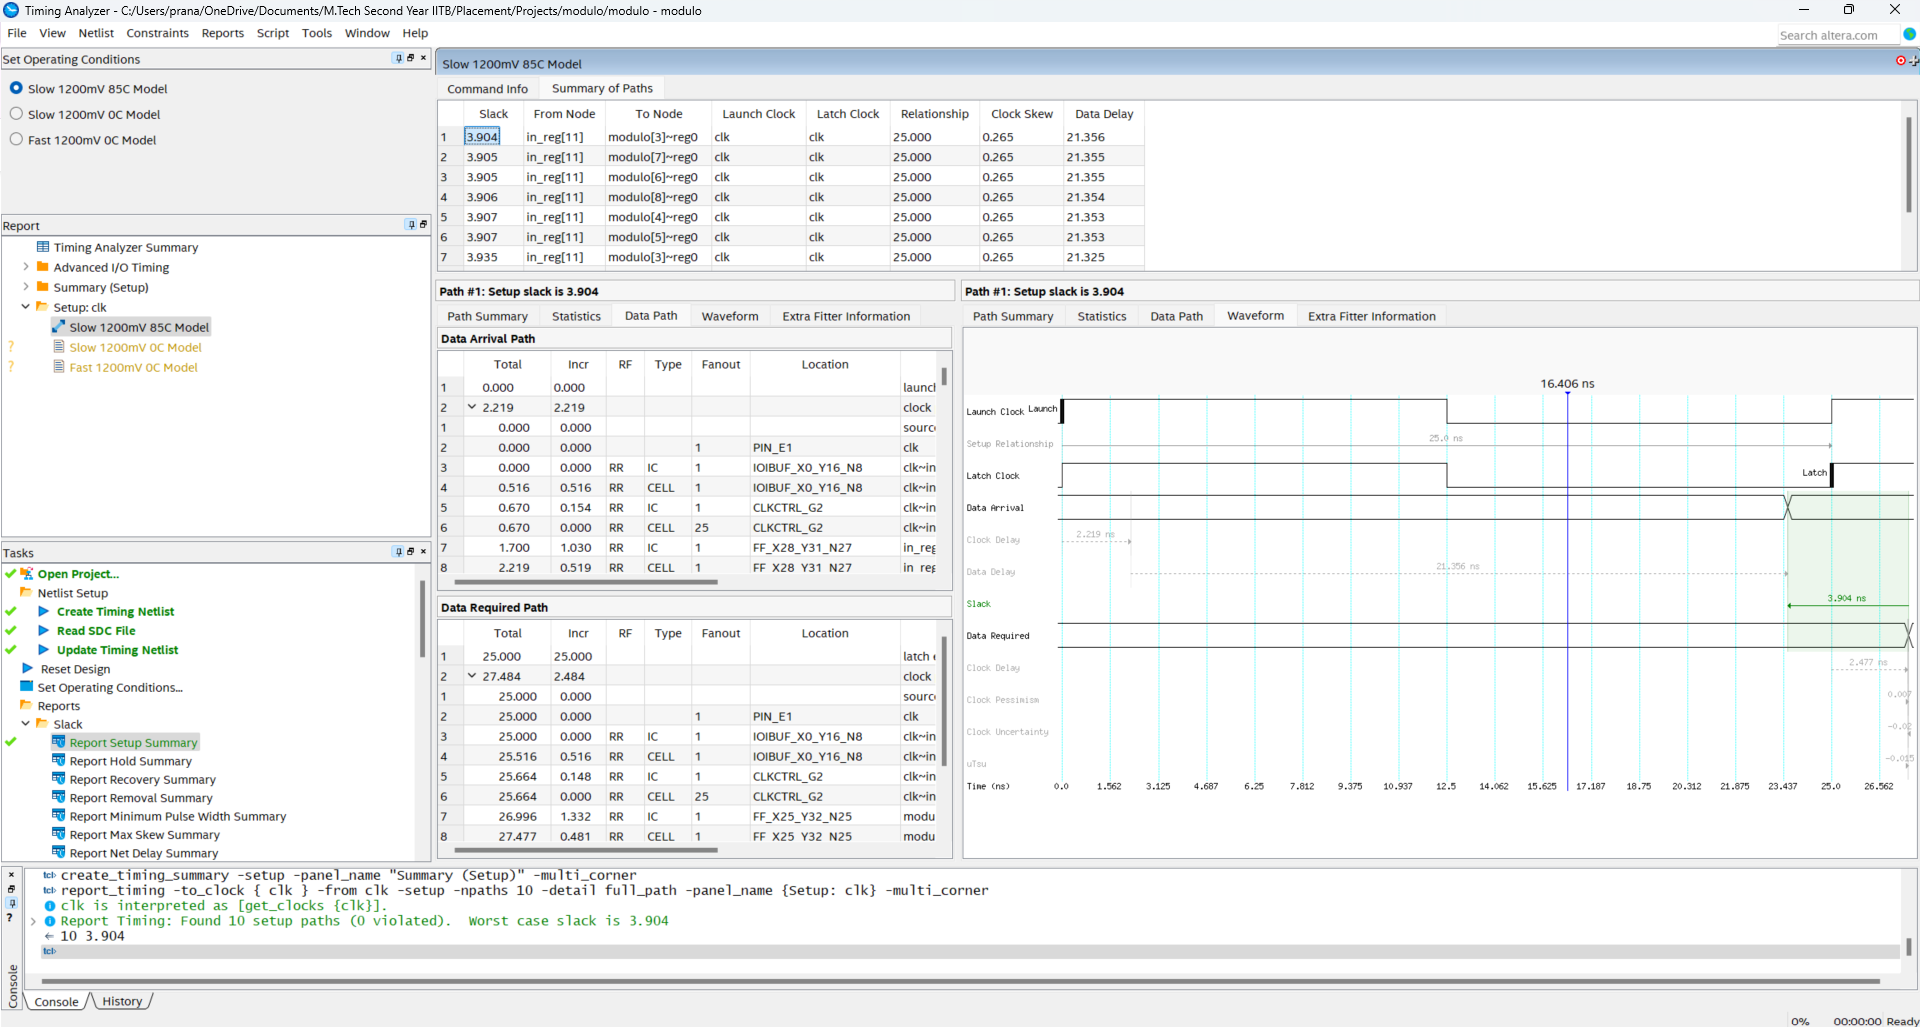 Timing Analyzer - C:/Users/prana/OneDrive/Documents/M.Tech Second Year IITB/Placement/Projects/modulo/modulo - modulo
File View Netlist Constraints Reports Script Tools Window Help
Search altera.com
Set Operating Conditions
Slow 1200mV 85C Model
Slow 1200mV 0C Model
Fast 1200mV 0C Model
Report
Timing Analyzer Summary
Advanced I/O Timing
Summary (Setup)
Setup: clk
Slow 1200mV 85C Model
? Slow 1200mV 0C Model
? Fast 1200mV 0C Model
Tasks
Open Project...
Netlist Setup
Create Timing Netlist
Read SDC File
Update Timing Netlist
Reset Design
Set Operating Conditions...
Reports
Slack
Report Setup Summary
Report Hold Summary
Report Recovery Summary
Report Removal Summary
Report Minimum Pulse Width Summary
Report Max Skew Summary
Report Net Delay Summary
Slow 1200mV 85C Model
Command Info Summary of Paths
Slack From Node To Node Launch Clock Latch Clock Relationship Clock Skew Data Delay
1 3.904 in_reg[11] modulo[3]~reg0 clk clk 25.000 0.265 21.356
2 3.905 in_reg[11] modulo[7]~reg0 clk clk 25.000 0.265 21.355
3 3.905 in_reg[11] modulo[6]~reg0 clk clk 25.000 0.265 21.355
4 3.906 in_reg[11] modulo[8]~reg0 clk clk 25.000 0.265 21.354
5 3.907 in_reg[11] modulo[4]~reg0 clk clk 25.000 0.265 21.353
6 3.907 in_reg[11] modulo[5]~reg0 clk clk 25.000 0.265 21.353
7 3.935 in_reg[11] modulo[3]~reg0 clk clk 25.000 0.265 21.325
Path #1: Setup slack is 3.904
Path Summary Statistics Data Path Waveform Extra Fitter Information
Data Arrival Path
Total Incr RF Type Fanout Location
1 0.000 0.000 launch
2 2.219 2.219 clock
1 0.000 0.000 source
2 0.000 0.000 1 PIN_E1 clk
3 0.000 0.000 RR IC 1 IOIBUF_X0_Y16_N8 clk~in
4 0.516 0.516 RR CELL 1 IOIBUF_X0_Y16_N8 clk~in
5 0.670 0.154 RR IC 1 CLKCTRL_G2 clk~in
6 0.670 0.000 RR CELL 25 CLKCTRL_G2 clk~in
7 1.700 1.030 RR IC 1 FF_X28_Y31_N27 in_reg
8 2.219 0.519 RR CELL 1 FF_X28_Y31_N27 in_reg
Data Required Path
Total Incr RF Type Fanout Location
1 25.000 25.000 latch
2 27.484 2.484 clock
1 25.000 0.000 source
2 25.000 0.000 1 PIN_E1 clk
3 25.000 0.000 RR IC 1 IOIBUF_X0_Y16_N8 clk~in
4 25.516 0.516 RR CELL 1 IOIBUF_X0_Y16_N8 clk~in
5 25.664 0.148 RR IC 1 CLKCTRL_G2 clk~in
6 25.664 0.000 RR CELL 25 CLKCTRL_G2 clk~in
7 26.996 1.332 RR IC 1 FF_X25_Y32_N25 modu
8 27.477 0.481 RR CELL 1 FF_X25_Y32_N25 modu
Path #1: Setup slack is 3.904
Path Summary Statistics Data Path Waveform Extra Fitter Information
16.406 ns
Launch Clock Launch
Setup Relationship 25.0 ns
Latch Clock Latch
Data Arrival
Clock Delay 2.219 ns
Data Delay 21.356 ns
Slack 3.904 ns
Data Required
Clock Delay 2.477 ns
Clock Pessimism 0.007
Clock Uncertainty -0.02
uTsu -0.015
Time (ns) 0.0 1.562 3.125 4.687 6.25 7.812 9.375 10.937 12.5 14.062 15.625 17.187 18.75 20.312 21.875 23.437 25.0 26.562
tcl> create_timing_summary -setup -panel_name "Summary (Setup)" -multi_corner
tcl> report_timing -to_clock { clk } -from clk -setup -npaths 10 -detail full_path -panel_name {Setup: clk} -multi_corner
clk is interpreted as [get_clocks {clk}].
Report Timing: Found 10 setup paths (0 violated). Worst case slack is 3.904
10 3.904
tcl>
Console
Console History
0% 00:00:00 Ready